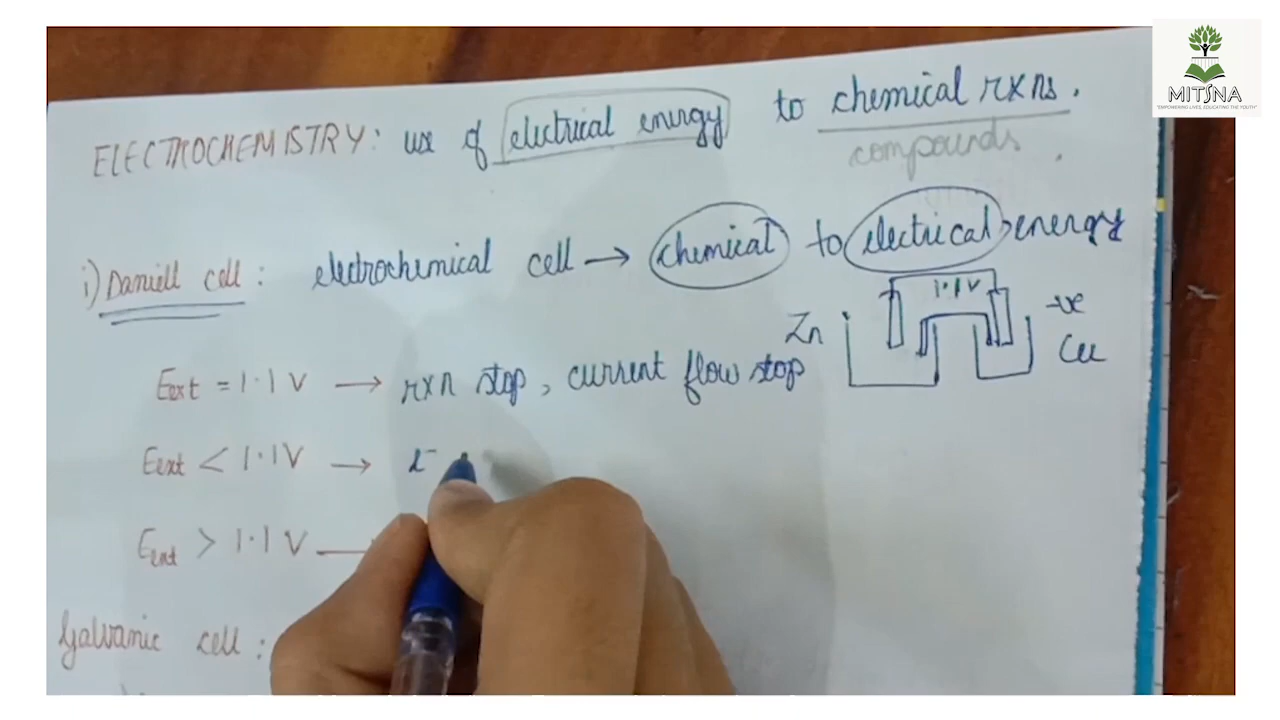 MITSNA
"EMPOWERING LIVES, EDUCATING THE YOUTH"
ELECTROCHEMISTRY: use of electrical energy to chemical rxns.
compounds
i) Daniell cell: electrochemical cell → chemical to electrical energy
1.1V
Zn
-ve
Cu
Eext = 1.1 V → rxn stop, current flow stop
Eext < 1.1V → e⁻
Eext > 1.1 V
Galvanic cell: